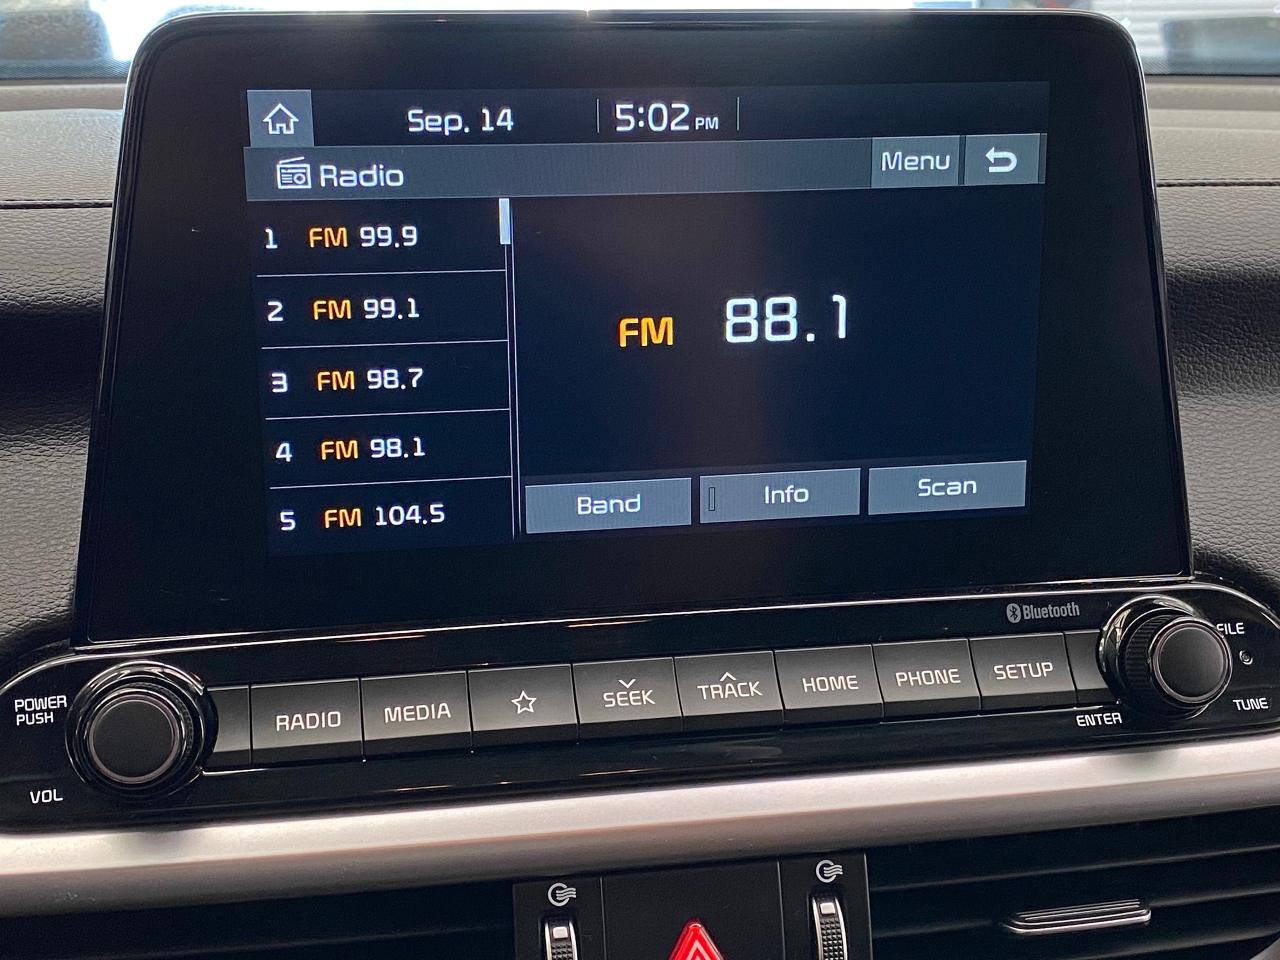 Sep. 14 5:02 PM
Radio Menu
1 FM 99.9
2 FM 99.1
3 FM 98.7
4 FM 98.1
5 FM 104.5
FM 88.1
Band Info Scan
Bluetooth
POWER
PUSH
VOL
RADIO MEDIA SEEK TRACK HOME PHONE SETUP
FILE
TUNE
ENTER